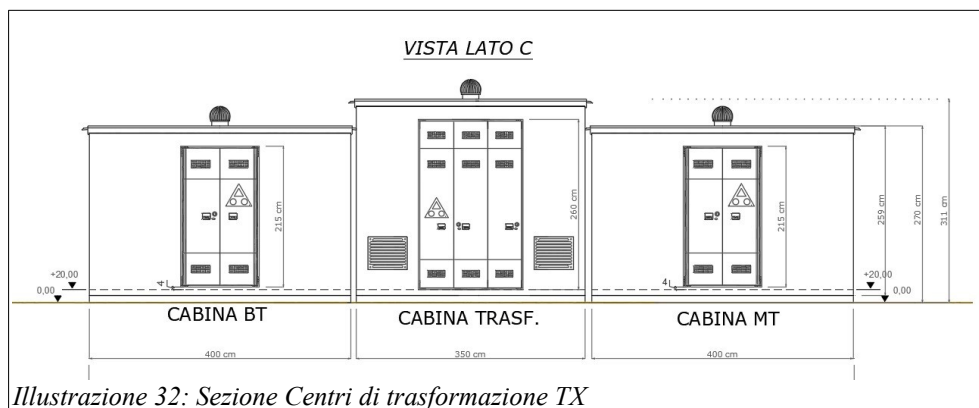 VISTA LATO C
215 cm
260 cm
215 cm
259 cm
270 cm
311 cm
+20,00
0,00
4
4
+20,00
0,00
CABINA BT
CABINA TRASF.
CABINA MT
400 cm
350 cm
400 cm
Illustrazione 32: Sezione Centri di trasformazione TX